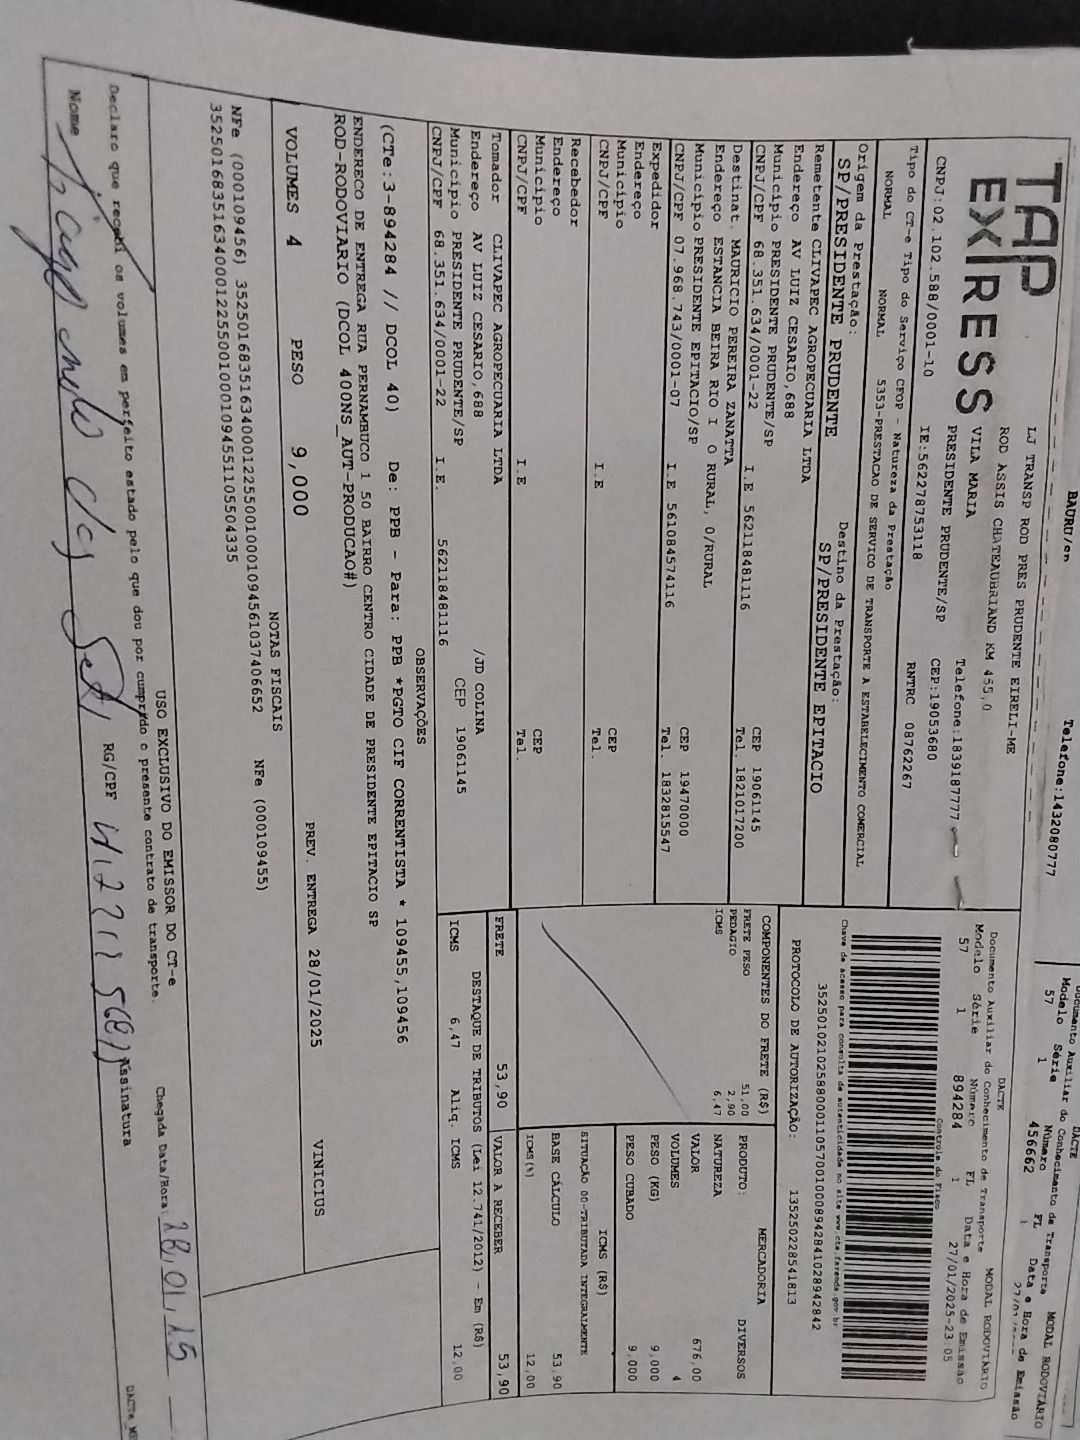 BAURU/en Telefone:1432080777
Documento Auxiliar do Conhecimento de Transporte MODAL RODOVIÁRIO
Modelo Série Número FL Data e Hora de Emissão
57 1 456662 1
TAP EXPRESS
LJ TRANSP ROD PRES PRUDENTE EIRELI-ME
ROD ASSIS CHATEAUBRIAND KM 455,0
VILA MARIA Telefone:1839187777
PRESIDENTE PRUDENTE/SP CEP:19053680
CNPJ:02.102.588/0001-10 IE:562278753118 RNTRC 08762267
DACTE
Documento Auxiliar do Conhecimento de Transporte MODAL RODOVIÁRIO
Modelo Série Número FL Data e Hora de Emissão
57 1 894284 1 27/01/2025-23:05
Controle do Fisco
Chave de acesso para consulta de autenticidade no site www.cte.fazenda.gov.br
35250102102588000110570010008942841028942842
PROTOCOLO DE AUTORIZAÇÃO: 135250228541813
Tipo do CT-e Tipo do Serviço CFOP - Natureza da Prestação
NORMAL NORMAL 5353-PRESTACAO DE SERVICO DE TRANSPORTE A ESTABELECIMENTO COMERCIAL
Origem da Prestação: Destino da Prestação:
SP/PRESIDENTE PRUDENTE SP/PRESIDENTE EPITACIO
Remetente CLIVAPEC AGROPECUARIA LTDA
Endereço AV LUIZ CESARIO,688
Município PRESIDENTE PRUDENTE/SP CEP 19061145
CNPJ/CPF 68.351.634/0001-22 I.E 562118481116 Tel. 1821017200
Destinat. MAURICIO PEREIRA ZANATTA
Endereço ESTANCIA BEIRA RIO I O RURAL, 0/RURAL
Município PRESIDENTE EPITACIO/SP CEP 19470000
CNPJ/CPF 07.968.743/0001-07 I.E 561084574116 Tel. 1832815547
Expedidor
Endereço
Município CEP
CNPJ/CPF I.E Tel.
Recebedor
Endereço
Município CEP
CNPJ/CPF I.E Tel.
Tomador CLIVAPEC AGROPECUARIA LTDA
Endereço AV LUIZ CESARIO,688 /JD COLINA
Município PRESIDENTE PRUDENTE/SP CEP 19061145
CNPJ/CPF 68.351.634/0001-22 I.E. 562118481116
COMPONENTES DO FRETE (R$)
FRETE PESO 51,00
PEDAGIO 2,90
ICMS 6,47
MERCADORIA
PRODUTO: DIVERSOS
NATUREZA
VALOR 676,00
VOLUMES 4
PESO (KG) 9,000
PESO CUBADO 9,000
ICMS (R$)
SITUAÇÃO 00-TRIBUTADA INTEGRALMENTE
BASE CÁLCULO 53,90
ICMS(%) 12,00
FRETE 53,90 VALOR A RECEBER 53,90
DESTAQUE DE TRIBUTOS (Lei 12.741/2012) - Em (R$)
ICMS 6,47 Aliq. ICMS 12,00
OBSERVAÇÕES
(CTe:3-894284 // DCOL 40) De: PPB - Para: PPB *PGTO CIF CORRENTISTA * 109455,109456
ENDERECO DE ENTREGA RUA PERNAMBUCO 1 50 BAIRRO CENTRO CIDADE DE PRESIDENTE EPITACIO SP
ROD-RODOVIARIO (DCOL 400NS_AUT-PRODUCAO#)
VOLUMES 4 PESO 9,000 PREV. ENTREGA 28/01/2025 VINICIUS
NOTAS FISCAIS
NFe (000109456) 35250168351634000122550010001094561037406652 NFe (000109455)
35250168351634000122550010001094551105504335
USO EXCLUSIVO DO EMISSOR DO CT-e
Declaro que recebi os volumes em perfeito estado pelo que dou por cumprido o presente contrato de transporte.
Chegada Data/Hora: 28,01,25
Nome RG/CPF Assinatura